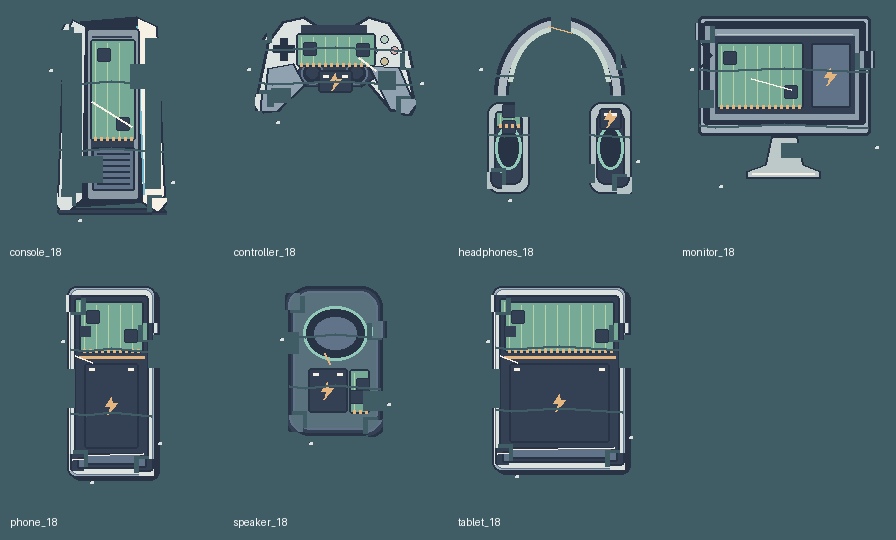 console_18
controller_18
headphones_18
monitor_18
phone_18
speaker_18
tablet_18